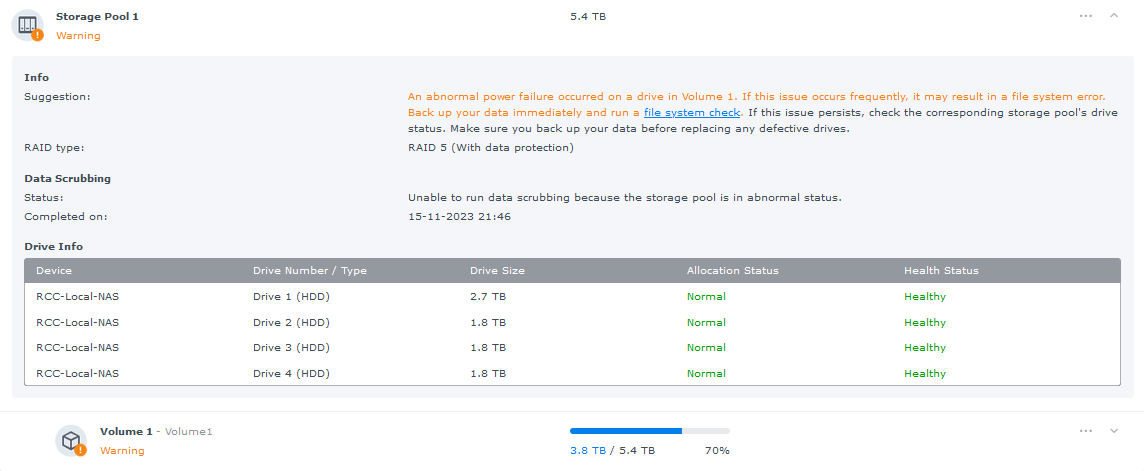 Storage Pool 1 5.4 TB
Warning
Info
Suggestion: An abnormal power failure occurred on a drive in Volume 1. If this issue occurs frequently, it may result in a file system error.
Back up your data immediately and run a file system check. If this issue persists, check the corresponding storage pool's drive
status. Make sure you back up your data before replacing any defective drives.
RAID type: RAID 5 (With data protection)
Data Scrubbing
Status: Unable to run data scrubbing because the storage pool is in abnormal status.
Completed on: 15-11-2023 21:46
Drive Info
Device Drive Number / Type Drive Size Allocation Status Health Status
RCC-Local-NAS Drive 1 (HDD) 2.7 TB Normal Healthy
RCC-Local-NAS Drive 2 (HDD) 1.8 TB Normal Healthy
RCC-Local-NAS Drive 3 (HDD) 1.8 TB Normal Healthy
RCC-Local-NAS Drive 4 (HDD) 1.8 TB Normal Healthy
Volume 1 - Volume1
Warning 3.8 TB / 5.4 TB 70%